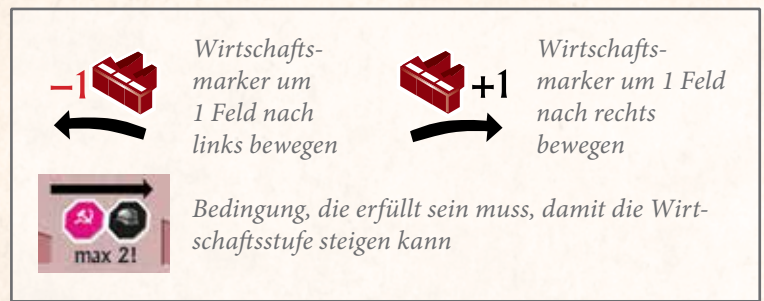 −1
Wirtschafts-
marker um
1 Feld nach
links bewegen
+1
Wirtschafts-
marker um 1 Feld
nach rechts
bewegen
max 2!
Bedingung, die erfüllt sein muss, damit die Wirt-
schaftsstufe steigen kann